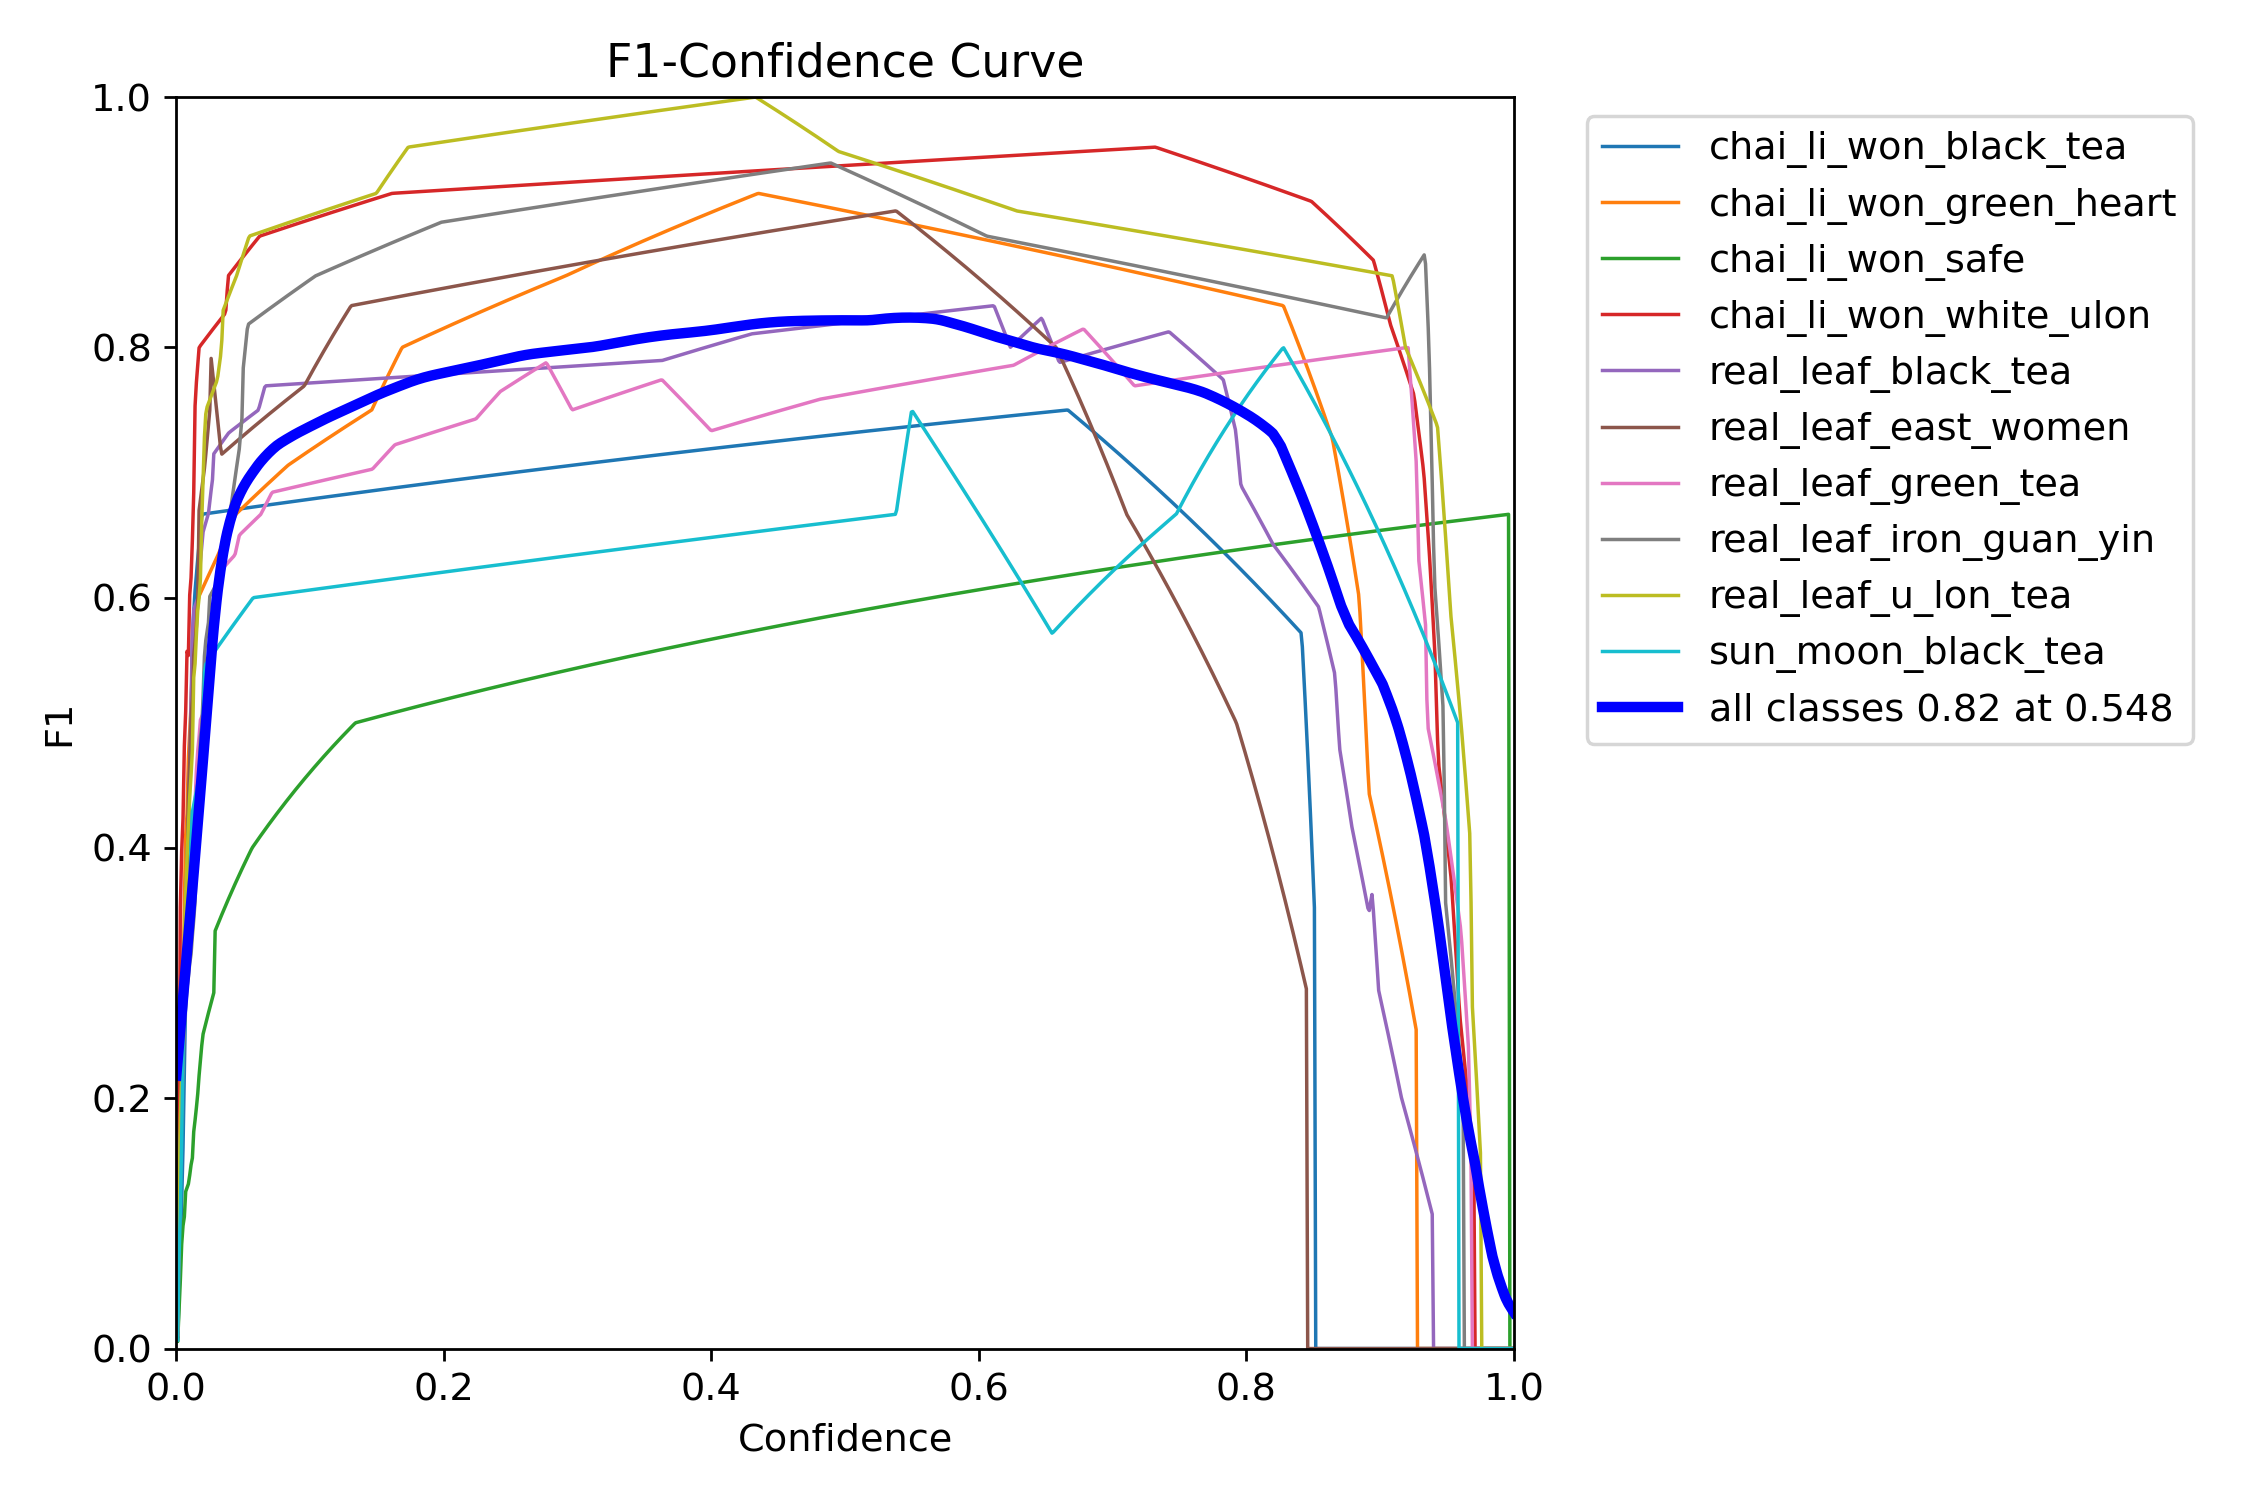 F1-Confidence Curve
1.0
0.8
0.6
0.4
0.2
0.0
F1
0.0 0.2 0.4 0.6 0.8 1.0
Confidence
chai_li_won_black_tea
chai_li_won_green_heart
chai_li_won_safe
chai_li_won_white_ulon
real_leaf_black_tea
real_leaf_east_women
real_leaf_green_tea
real_leaf_iron_guan_yin
real_leaf_u_lon_tea
sun_moon_black_tea
all classes 0.82 at 0.548